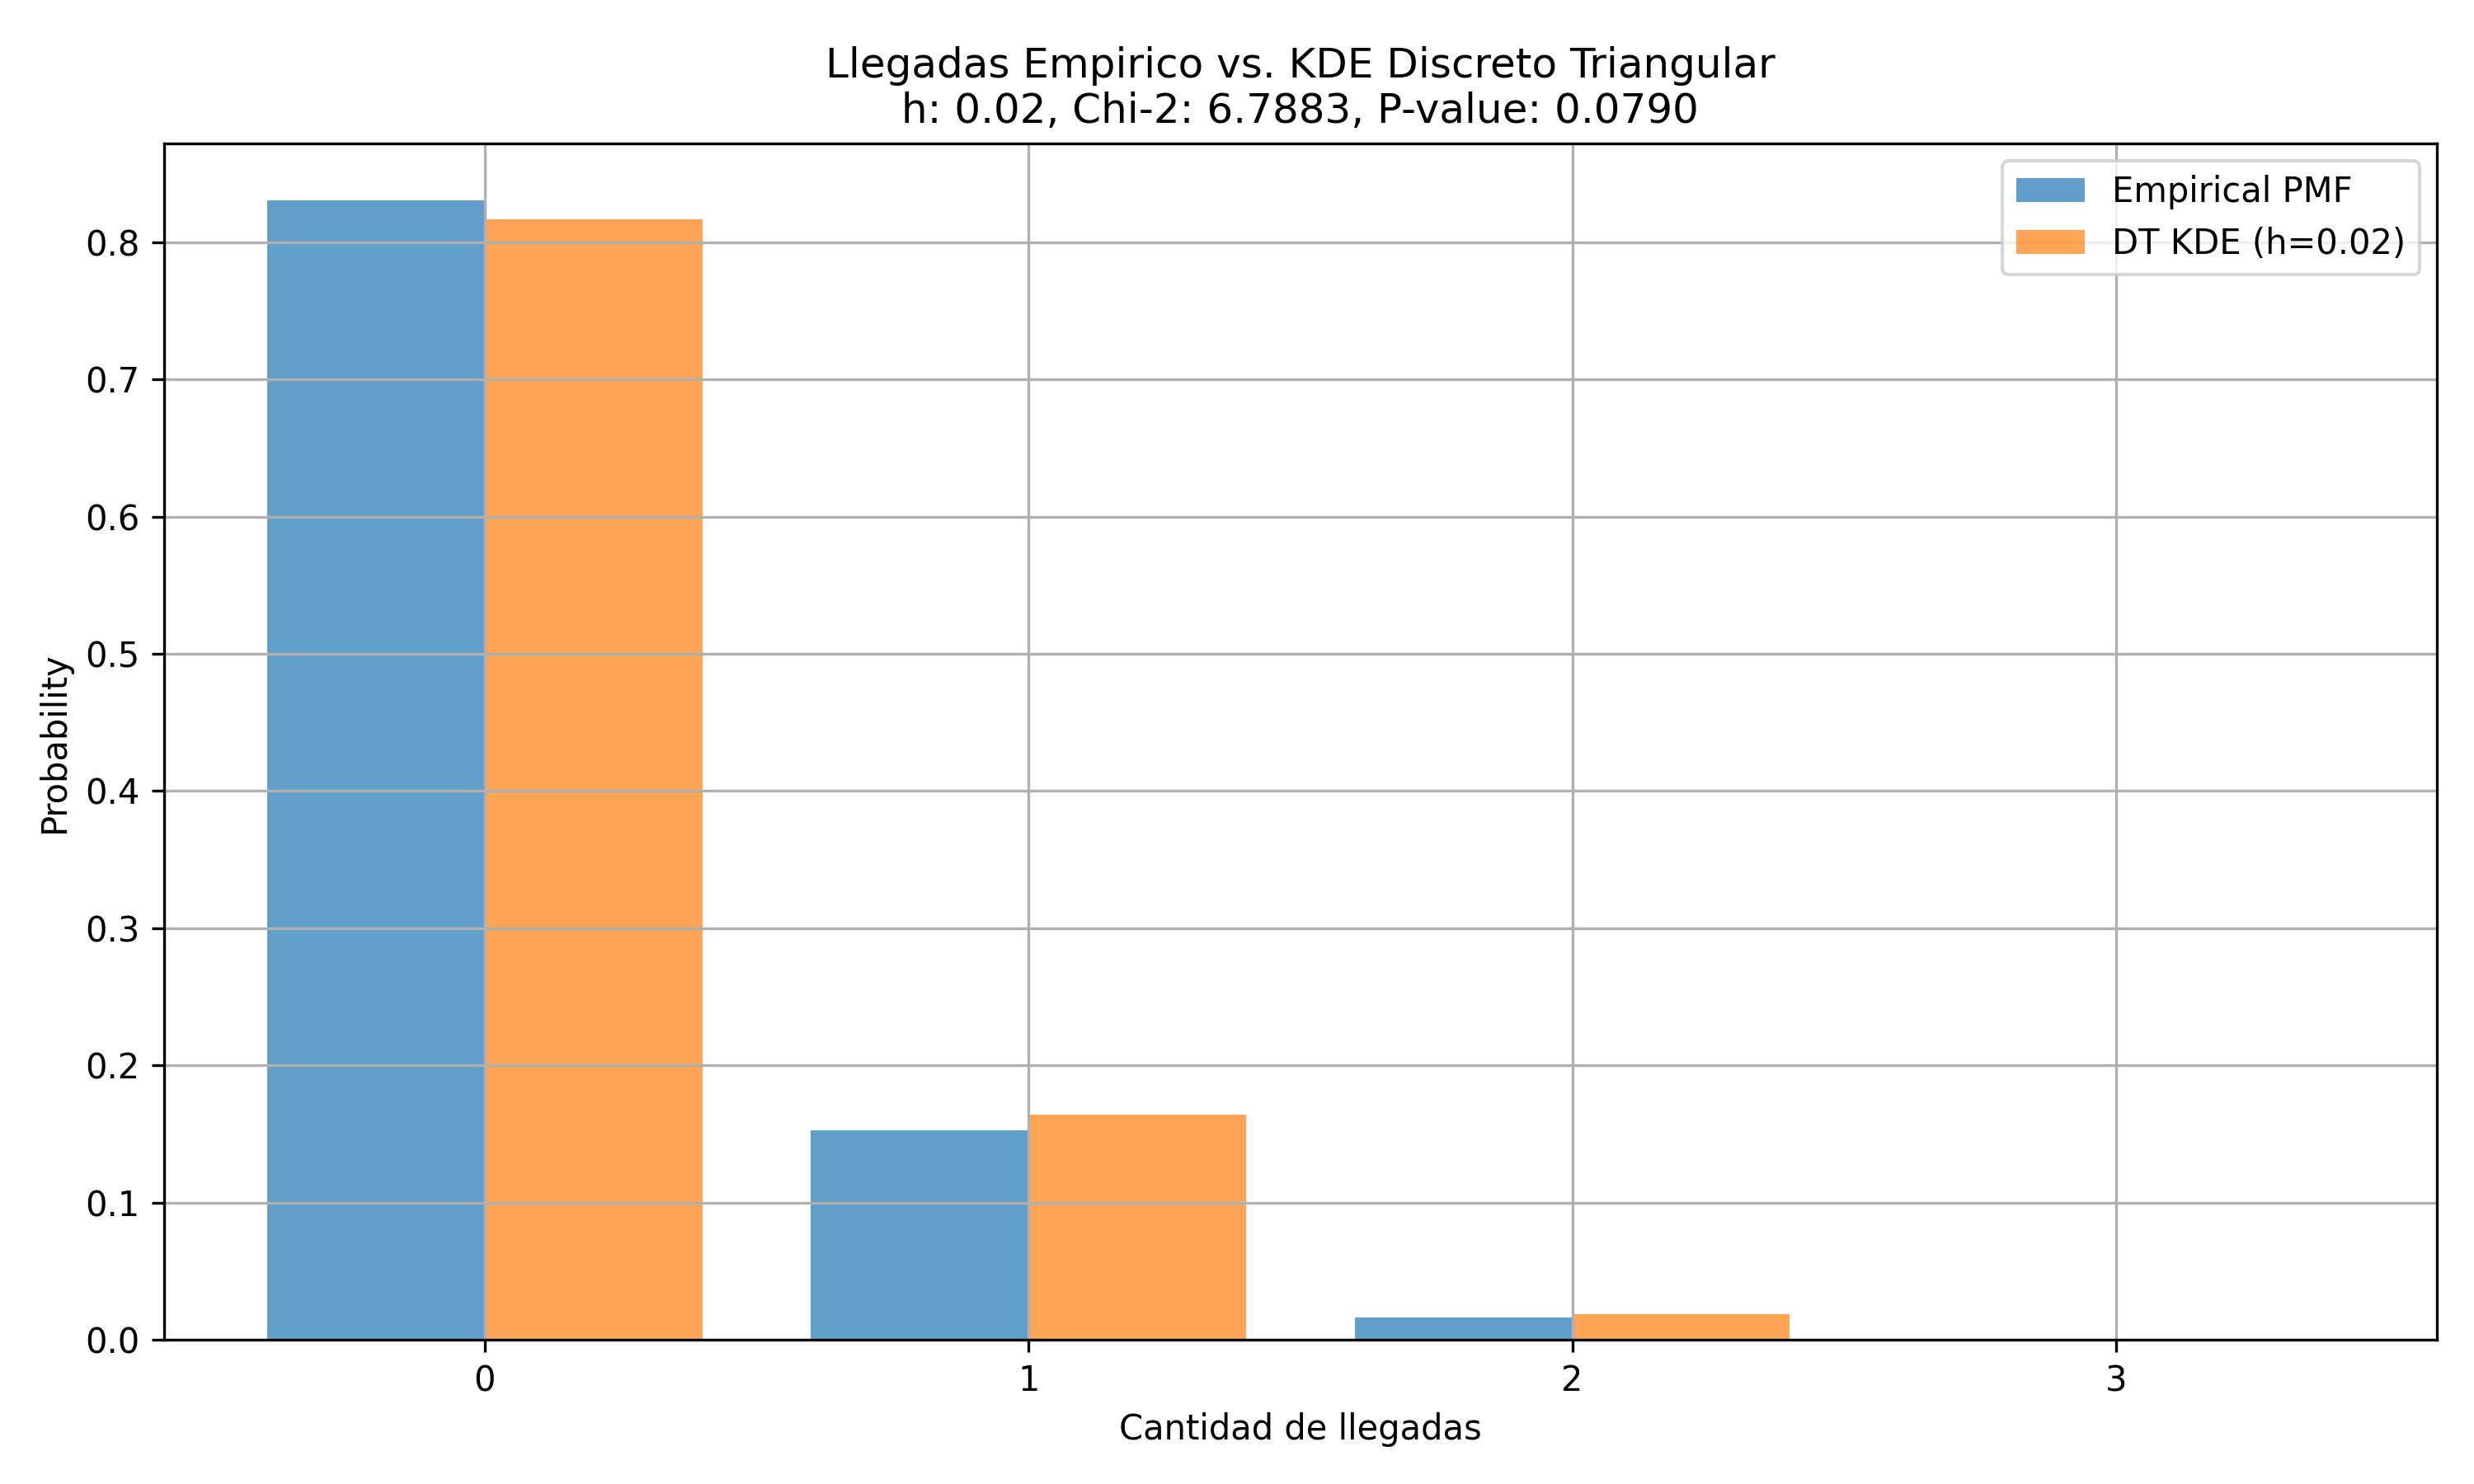 Llegadas Empirico vs. KDE Discreto Triangular
h: 0.02, Chi-2: 6.7883, P-value: 0.0790
Empirical PMF
DT KDE (h=0.02)
Probability
0.8
0.7
0.6
0.5
0.4
0.3
0.2
0.1
0.0
0 1 2 3
Cantidad de llegadas